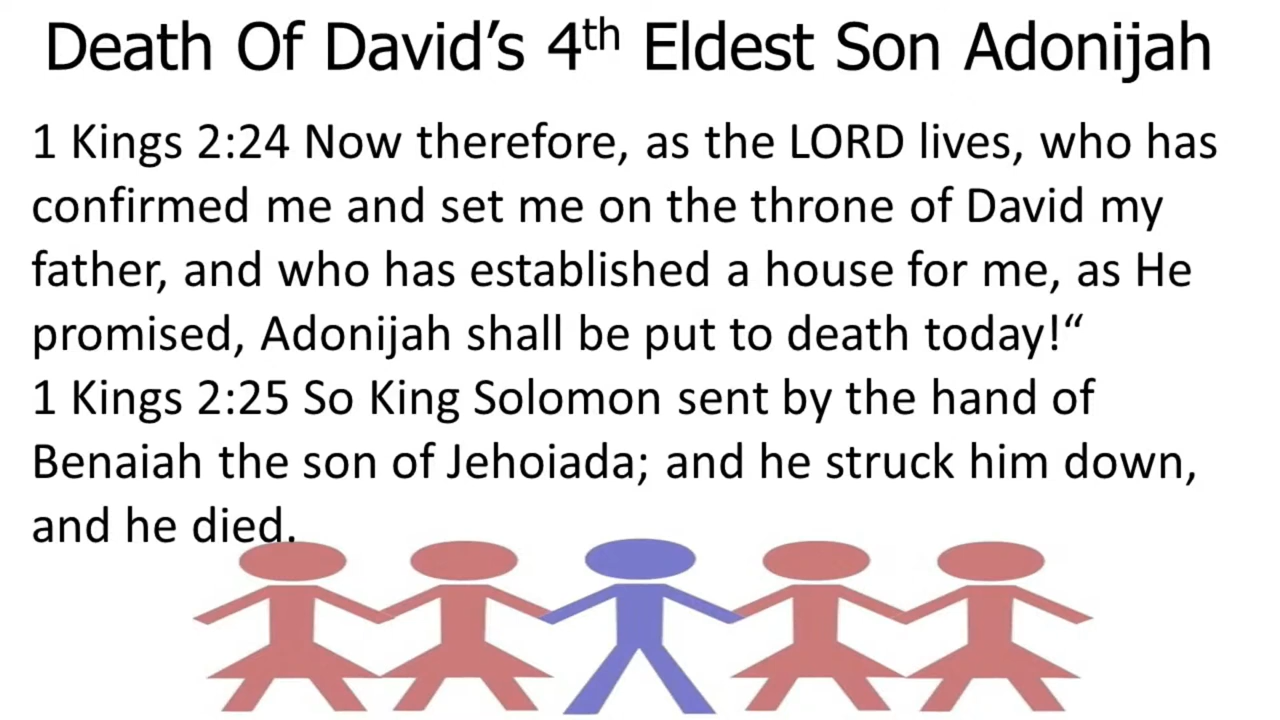 Death Of David’s 4th Eldest Son Adonijah
1 Kings 2:24 Now therefore, as the LORD lives, who has
confirmed me and set me on the throne of David my
father, and who has established a house for me, as He
promised, Adonijah shall be put to death today!“
1 Kings 2:25 So King Solomon sent by the hand of
Benaiah the son of Jehoiada; and he struck him down,
and he died.